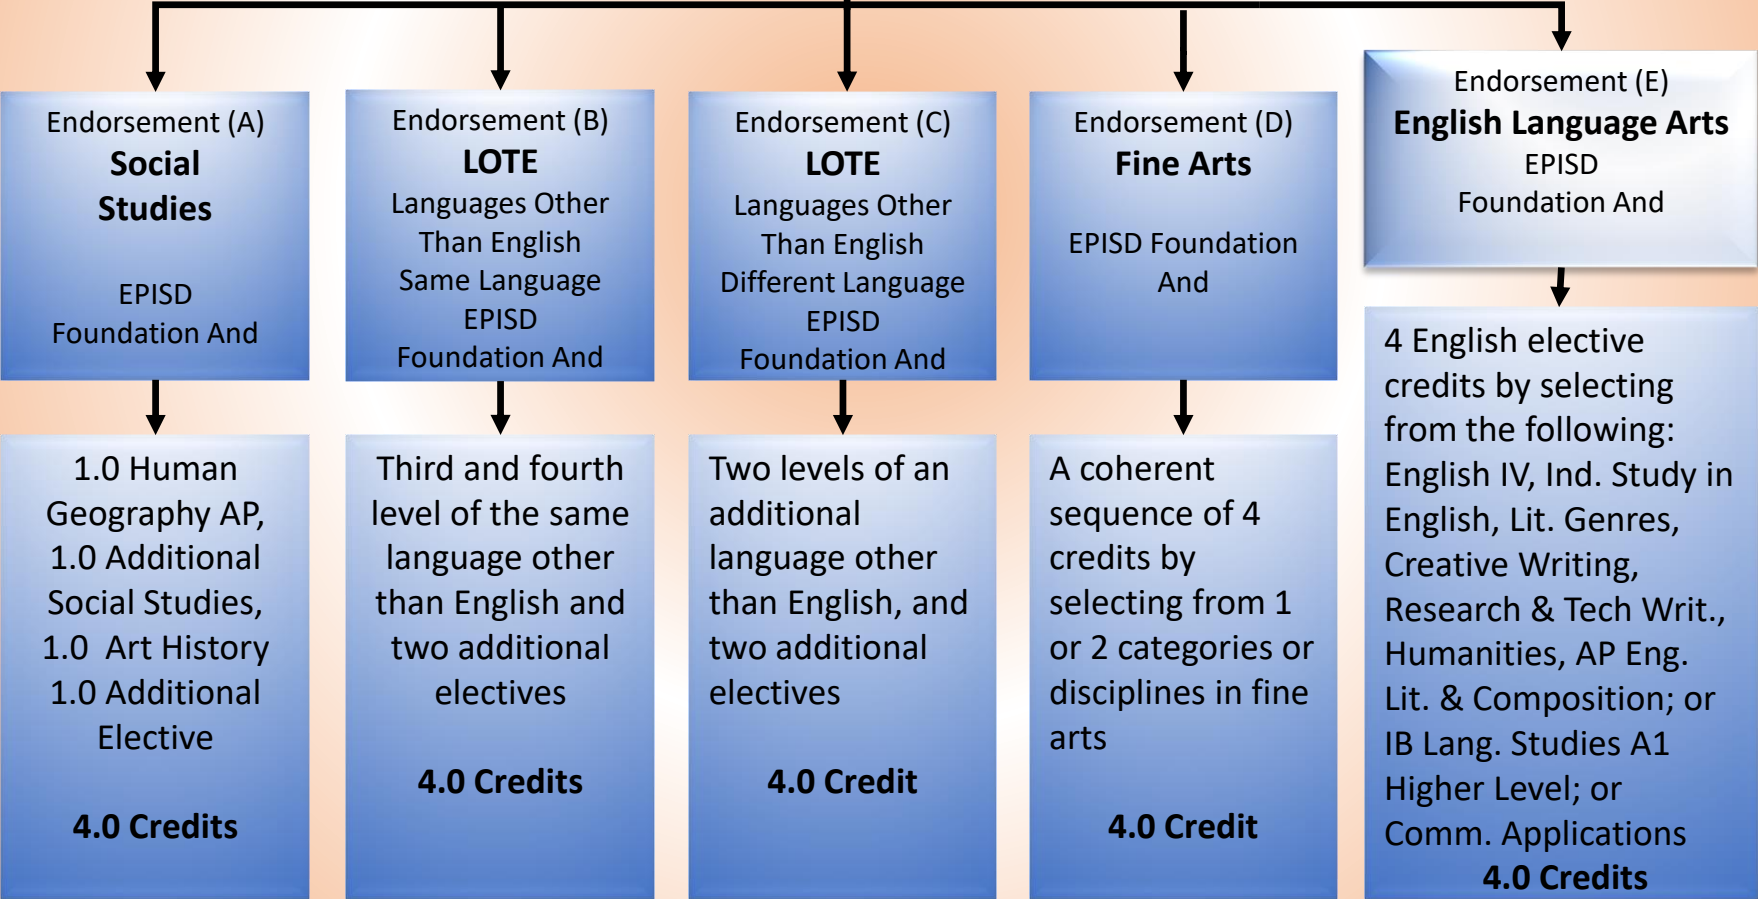 Endorsement (A)
Social
Studies
EPISD
Foundation And
Endorsement (B)
LOTE
Languages Other
Than English
Same Language
EPISD
Foundation And
Endorsement (C)
LOTE
Languages Other
Than English
Different Language
EPISD
Foundation And
Endorsement (D)
Fine Arts
EPISD Foundation
And
Endorsement (E)
English Language Arts
EPISD
Foundation And
1.0 Human
Geography AP,
1.0 Additional
Social Studies,
1.0 Art History
1.0 Additional
Elective
4.0 Credits
Third and fourth
level of the same
language other
than English and
two additional
electives
4.0 Credits
Two levels of an
additional
language other
than English, and
two additional
electives
4.0 Credit
A coherent
sequence of 4
credits by
selecting from 1
or 2 categories or
disciplines in fine
arts
4.0 Credit
4 English elective
credits by selecting
from the following:
English IV, Ind. Study in
English, Lit. Genres,
Creative Writing,
Research & Tech Writ.,
Humanities, AP Eng.
Lit. & Composition; or
IB Lang. Studies A1
Higher Level; or
Comm. Applications
4.0 Credits